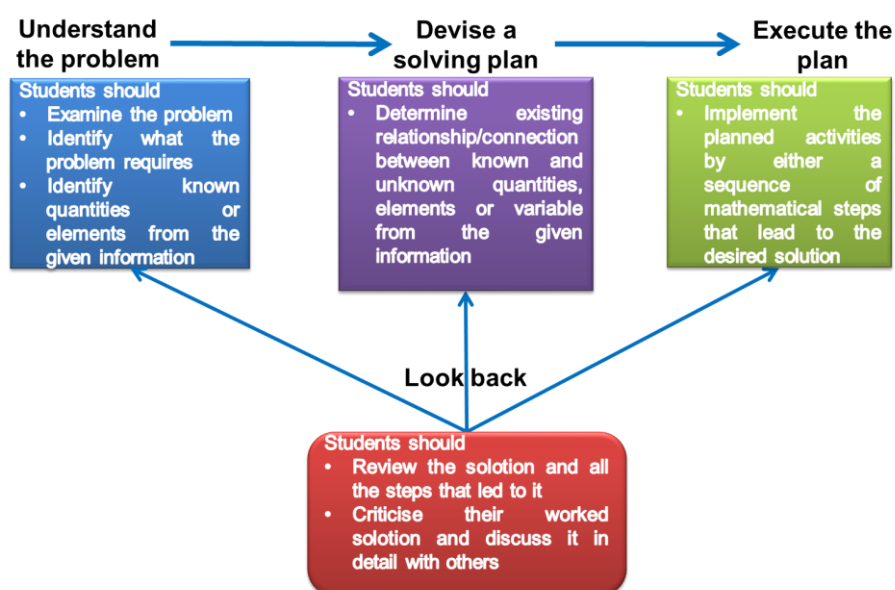 Understand
the problem
Devise a
solving plan
Execute the
plan
Students should
• Examine the problem
• Identify what the
problem requires
• Identify known
quantities or
elements from the
given information
Students should
• Determine existing
relationship/connection
between known and
unknown quantities,
elements or variable
from the given
information
Students should
• Implement the
planned activities
by either a
sequence of
mathematical steps
that lead to the
desired solution
Look back
Students should
• Review the solotion and all
the steps that led to it
• Criticise their worked
solotion and discuss it in
detail with others